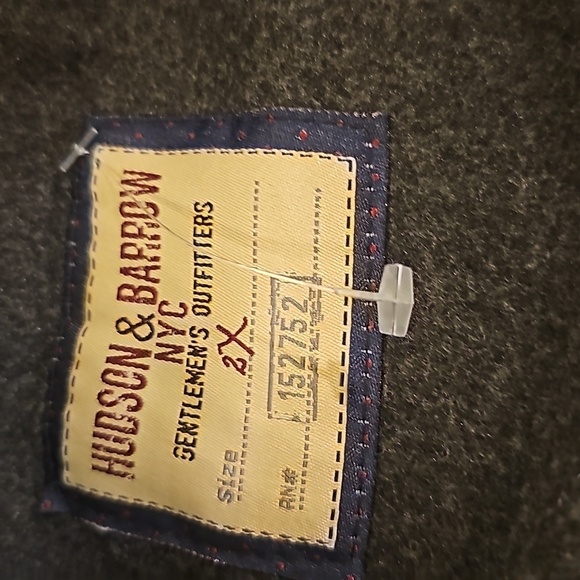 HUDSON & BARROW
NYC
GENTLEMEN'S OUTFITTERS
Size 2X
RN# 152752